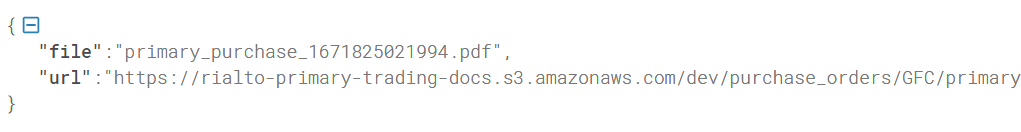 {
"file":"primary_purchase_1671825021994.pdf",
"url":"https://rialto-primary-trading-docs.s3.amazonaws.com/dev/purchase_orders/GFC/primary
}